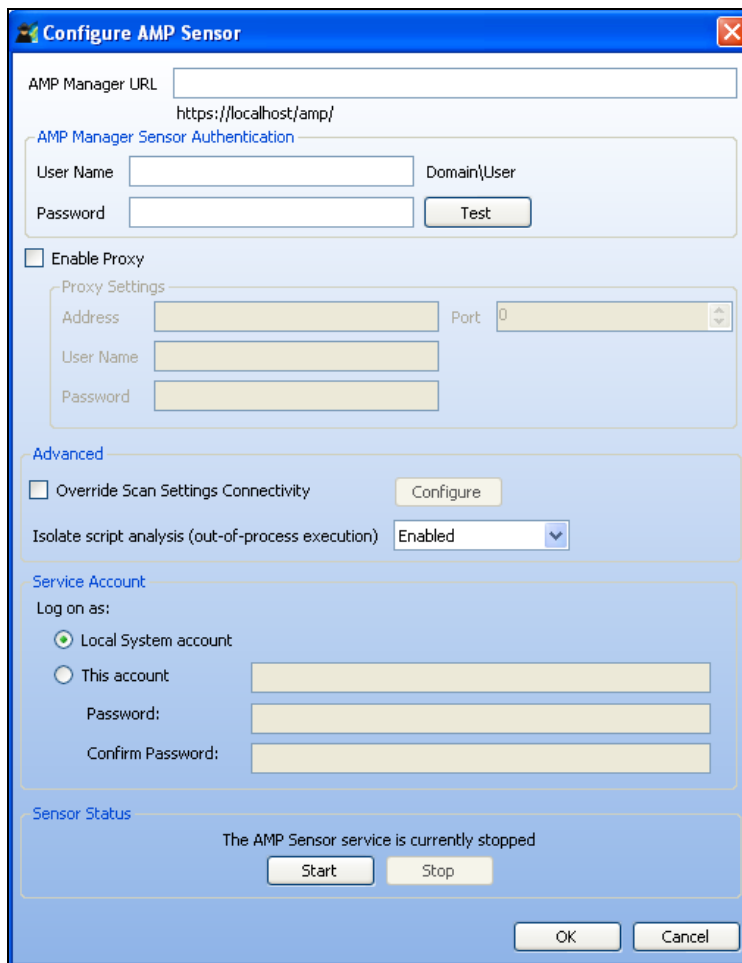 Configure AMP Sensor
AMP Manager URL
https://localhost/amp/
AMP Manager Sensor Authentication
User Name Domain\User
Password Test
Enable Proxy
Proxy Settings
Address Port 0
User Name
Password
Advanced
Override Scan Settings Connectivity Configure
Isolate script analysis (out-of-process execution) Enabled
Service Account
Log on as:
Local System account
This account
Password:
Confirm Password:
Sensor Status
The AMP Sensor service is currently stopped
Start Stop
OK Cancel